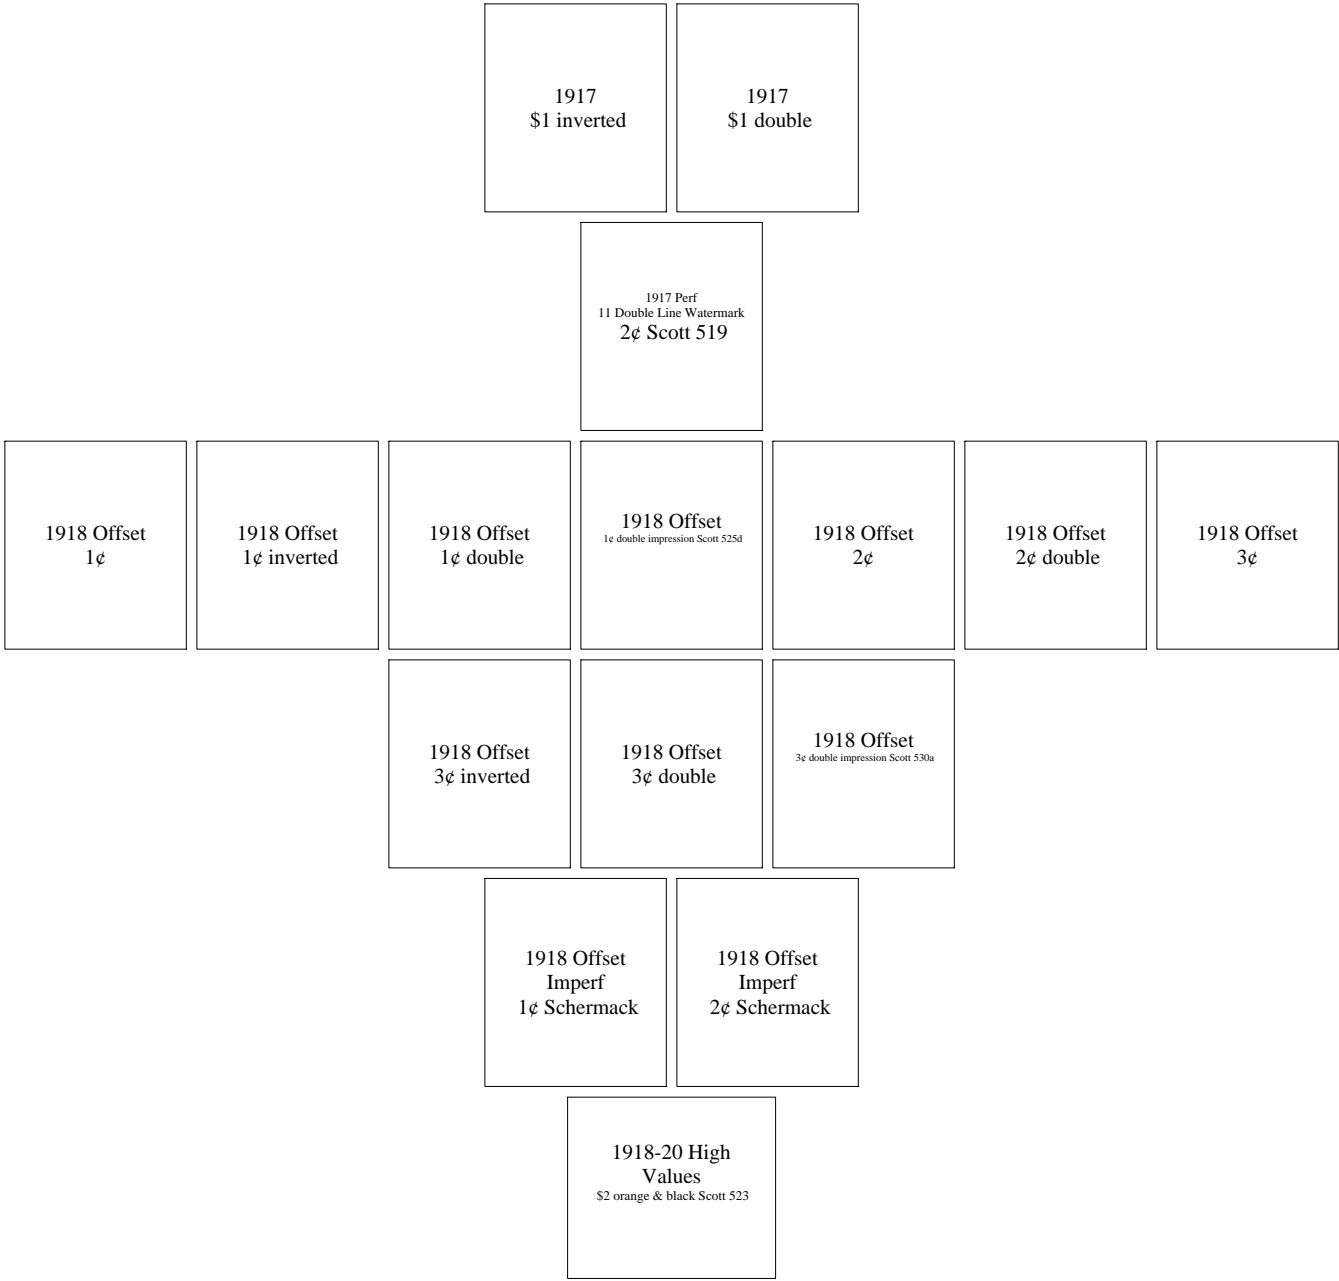 1917
$1 inverted
1917
$1 double
1917 Perf
11 Double Line Watermark
2¢ Scott 519
1918 Offset
1¢
1918 Offset
1¢ inverted
1918 Offset
1¢ double
1918 Offset
1¢ double impression Scott 525d
1918 Offset
2¢
1918 Offset
2¢ double
1918 Offset
3¢
1918 Offset
3¢ inverted
1918 Offset
3¢ double
1918 Offset
3¢ double impression Scott 530a
1918 Offset
Imperf
1¢ Schermack
1918 Offset
Imperf
2¢ Schermack
1918-20 High
Values
$2 orange & black Scott 523